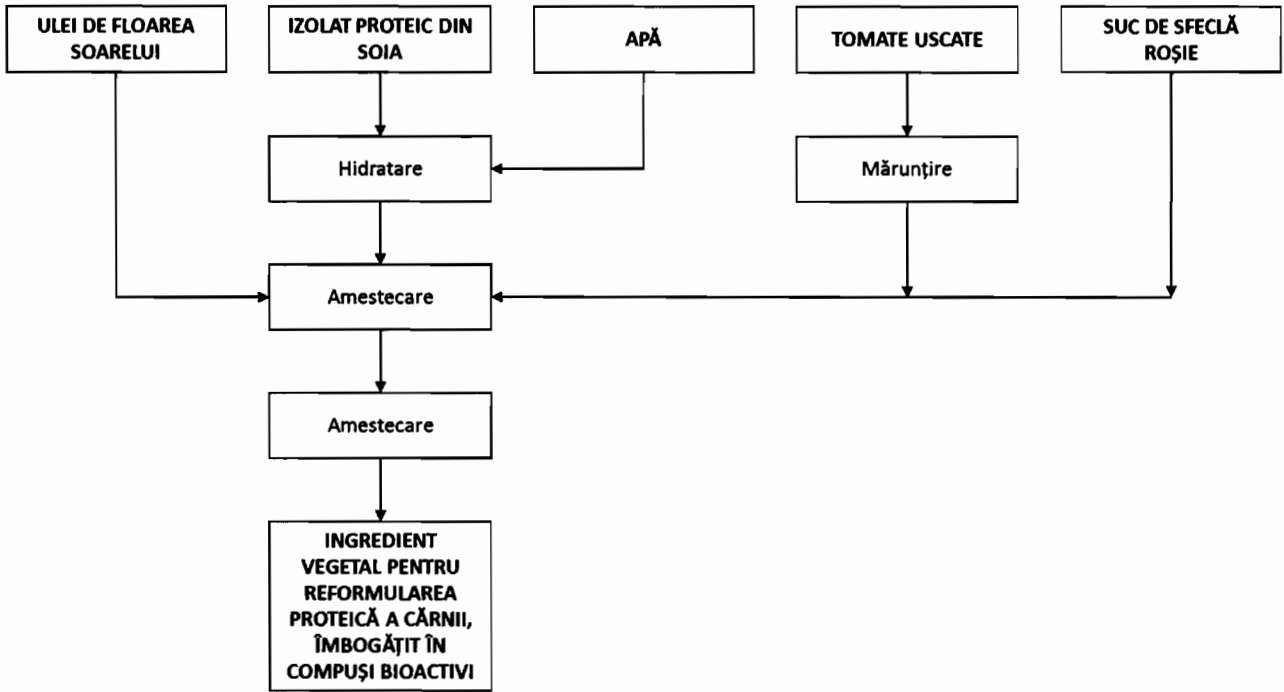 ULEI DE FLOAREA
SOARELUI
IZOLAT PROTEIC DIN
SOIA
APĂ
TOMATE USCATE
SUC DE SFECLĂ
ROȘIE
Hidratare
Mărunțire
Amestecare
Amestecare
INGREDIENT
VEGETAL PENTRU
REFORMULAREA
PROTEICĂ A CĂRNII,
ÎMBOGĂȚIT ÎN
COMPUȘI BIOACTIVI